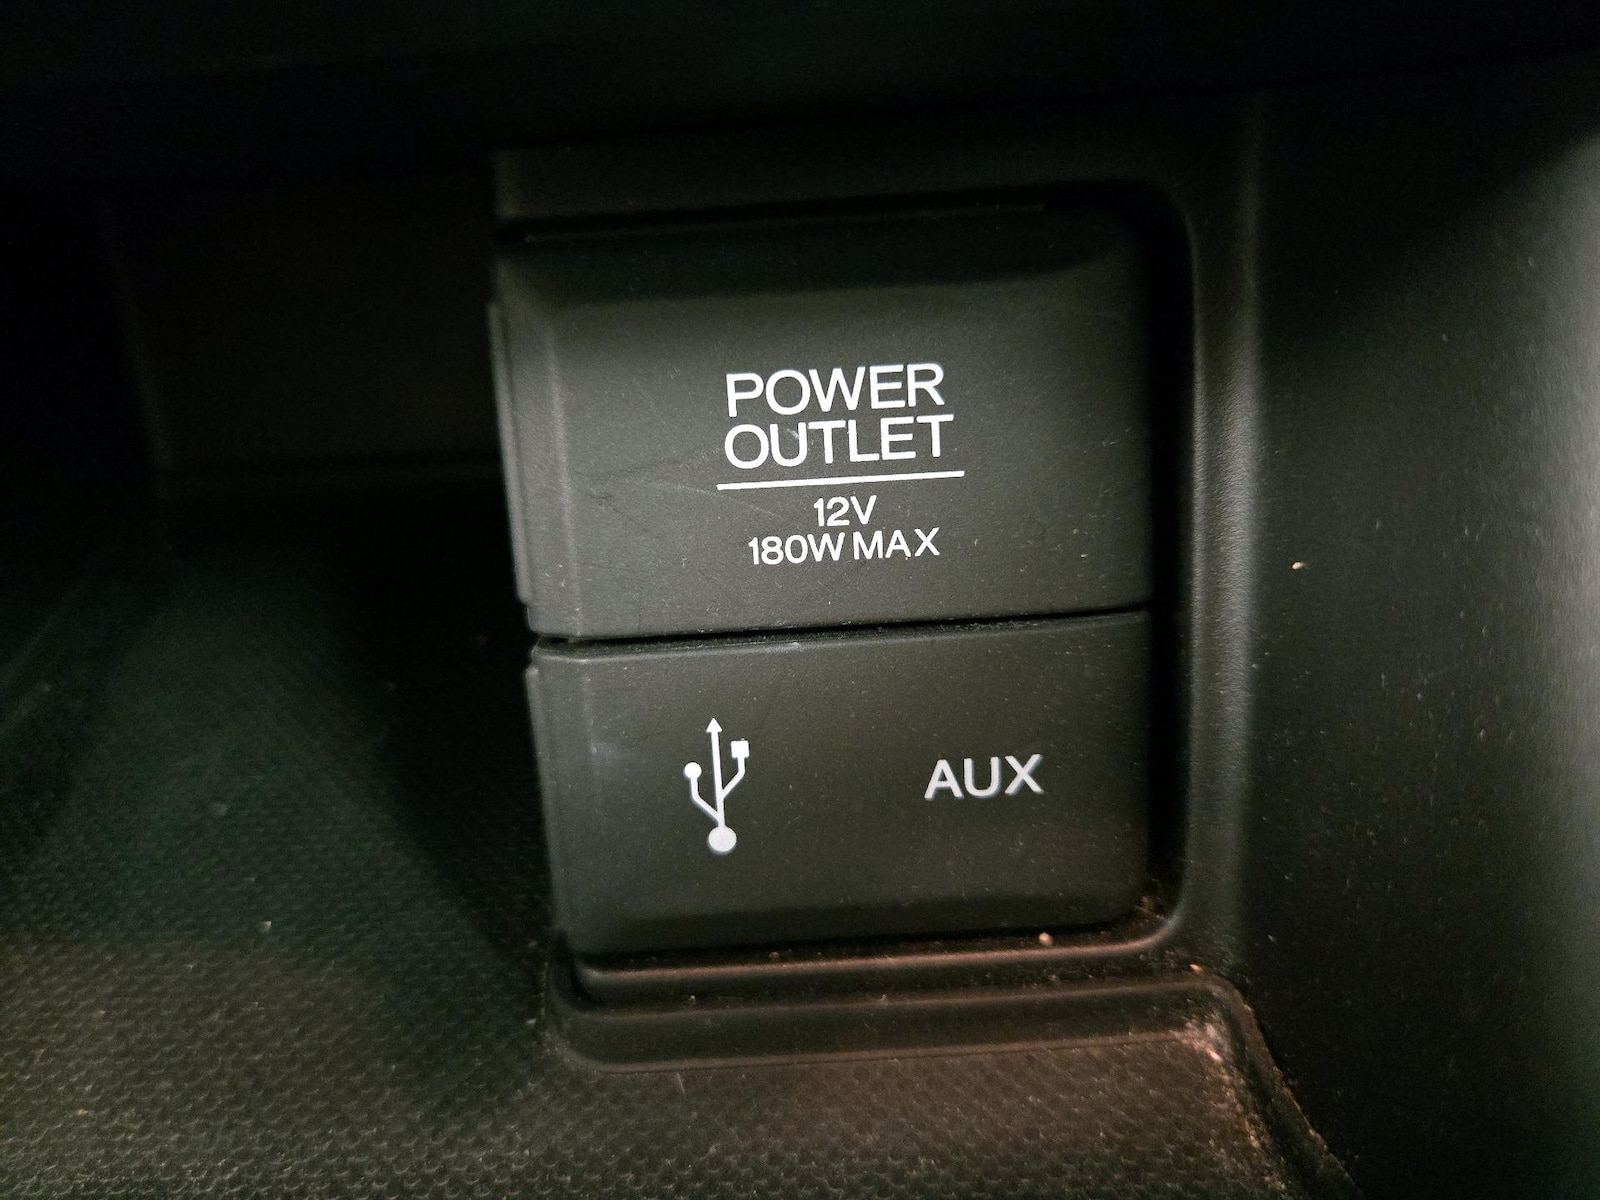 POWER
OUTLET
12V
180W MAX
AUX